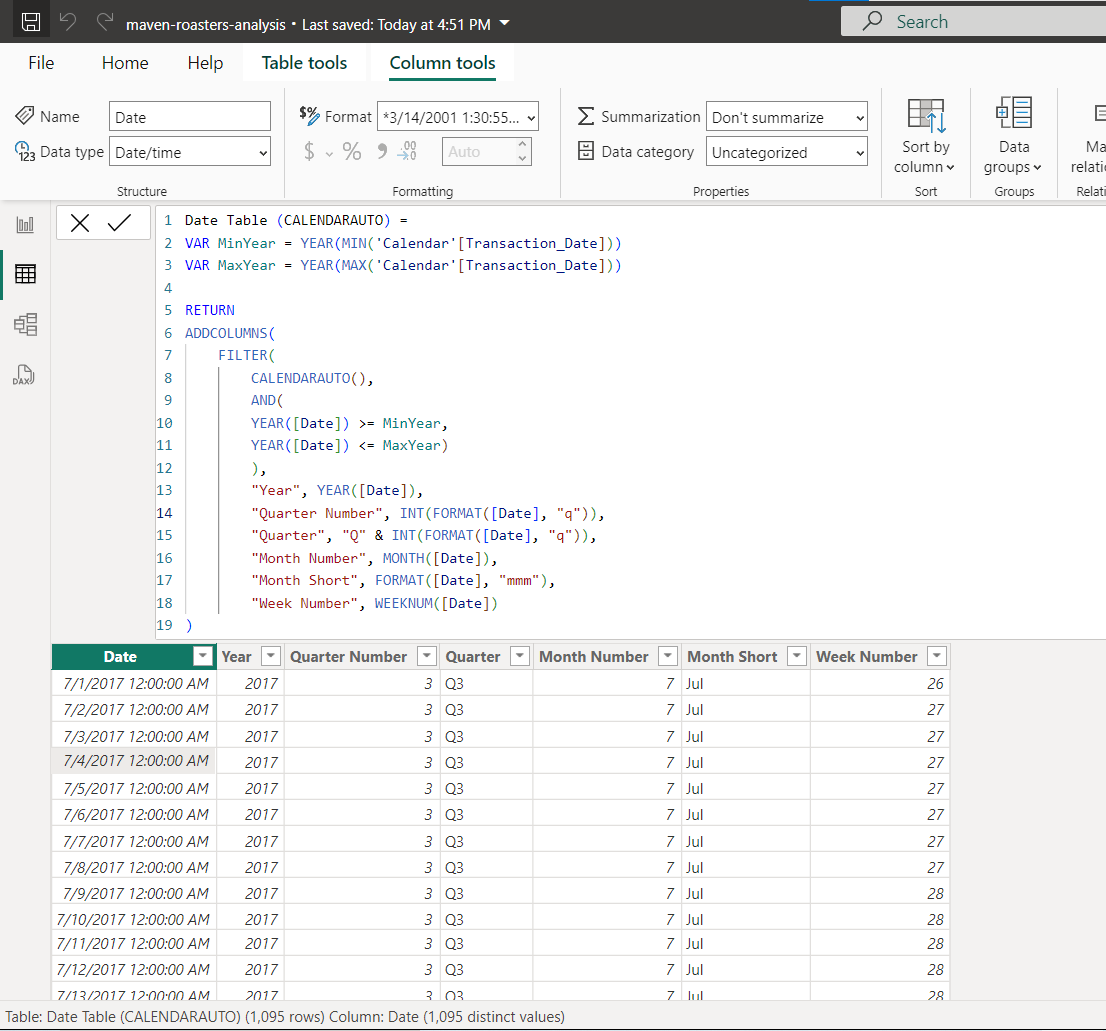 maven-roasters-analysis • Last saved: Today at 4:51 PM
Search
File Home Help Table tools Column tools
Name Date
Data type Date/time
Structure
$% Format *3/14/2001 1:30:55...
$ % 9 .00 Auto
Formatting
Summarization Don't summarize
Data category Uncategorized
Properties
Sort by
column
Sort
Data
groups
Groups
Ma
relatio
Relati
1 Date Table (CALENDARAUTO) =
2 VAR MinYear = YEAR(MIN('Calendar'[Transaction_Date]))
3 VAR MaxYear = YEAR(MAX('Calendar'[Transaction_Date]))
4
5 RETURN
6 ADDCOLUMNS(
7 FILTER(
8 CALENDARAUTO(),
9 AND(
10 YEAR([Date]) >= MinYear,
11 YEAR([Date]) <= MaxYear)
12 ),
13 "Year", YEAR([Date]),
14 "Quarter Number", INT(FORMAT([Date], "q")),
15 "Quarter", "Q" & INT(FORMAT([Date], "q")),
16 "Month Number", MONTH([Date]),
17 "Month Short", FORMAT([Date], "mmm"),
18 "Week Number", WEEKNUM([Date])
19 )
DAX
Date Year Quarter Number Quarter Month Number Month Short Week Number
7/1/2017 12:00:00 AM 2017 3 Q3 7 Jul 26
7/2/2017 12:00:00 AM 2017 3 Q3 7 Jul 27
7/3/2017 12:00:00 AM 2017 3 Q3 7 Jul 27
7/4/2017 12:00:00 AM 2017 3 Q3 7 Jul 27
7/5/2017 12:00:00 AM 2017 3 Q3 7 Jul 27
7/6/2017 12:00:00 AM 2017 3 Q3 7 Jul 27
7/7/2017 12:00:00 AM 2017 3 Q3 7 Jul 27
7/8/2017 12:00:00 AM 2017 3 Q3 7 Jul 27
7/9/2017 12:00:00 AM 2017 3 Q3 7 Jul 28
7/10/2017 12:00:00 AM 2017 3 Q3 7 Jul 28
7/11/2017 12:00:00 AM 2017 3 Q3 7 Jul 28
7/12/2017 12:00:00 AM 2017 3 Q3 7 Jul 28
7/13/2017 12:00:00 AM 2017 3 Q3 7 Jul 28
Table: Date Table (CALENDARAUTO) (1,095 rows) Column: Date (1,095 distinct values)